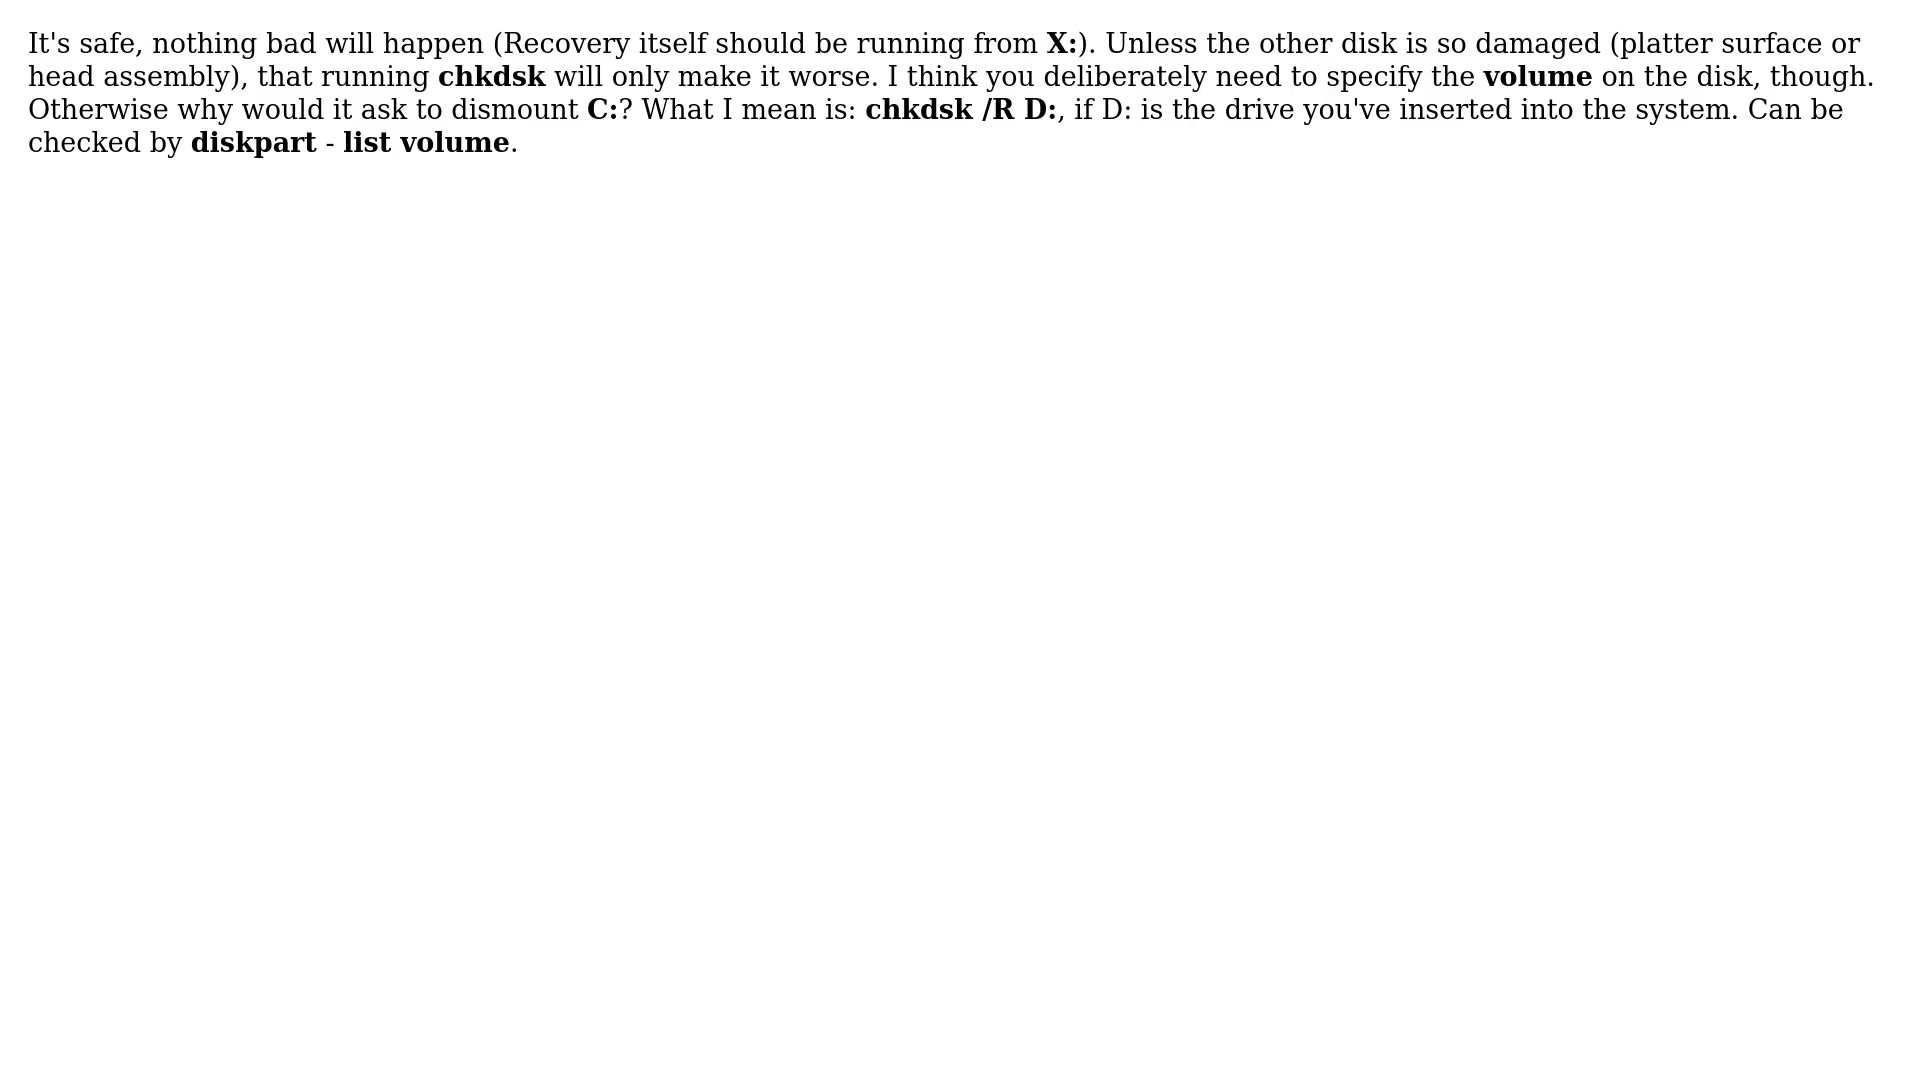 It's safe, nothing bad will happen (Recovery itself should be running from X:). Unless the other disk is so damaged (platter surface or
head assembly), that running chkdsk will only make it worse. I think you deliberately need to specify the volume on the disk, though.
Otherwise why would it ask to dismount C:? What I mean is: chkdsk /R D:, if D: is the drive you've inserted into the system. Can be
checked by diskpart - list volume.